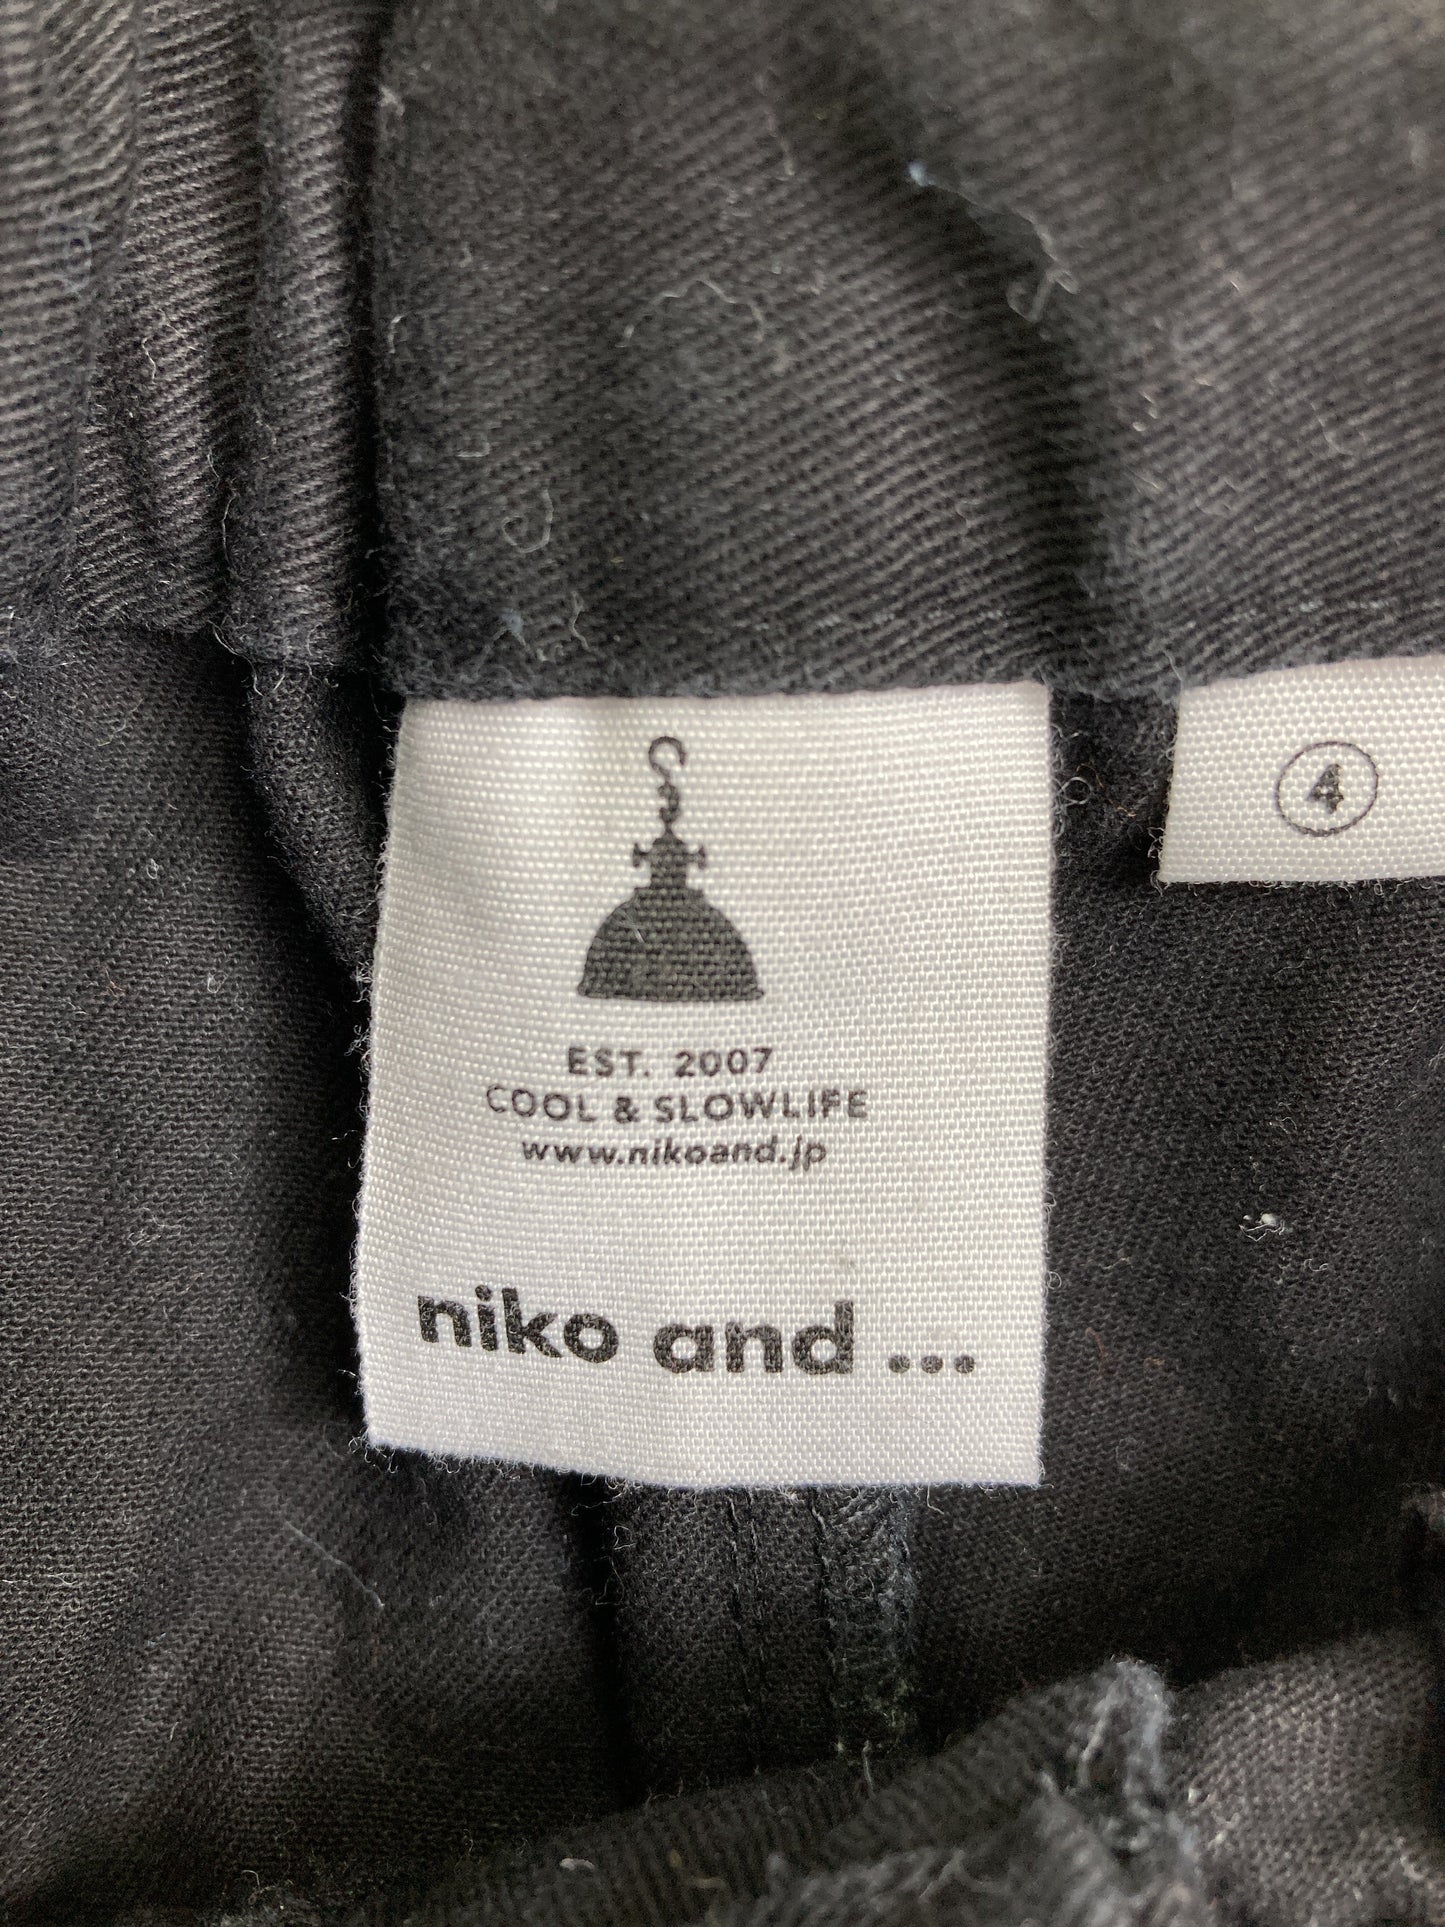 EST. 2007
COOL & SLOWLIFE
www.nikoand.jp
niko and ...
4